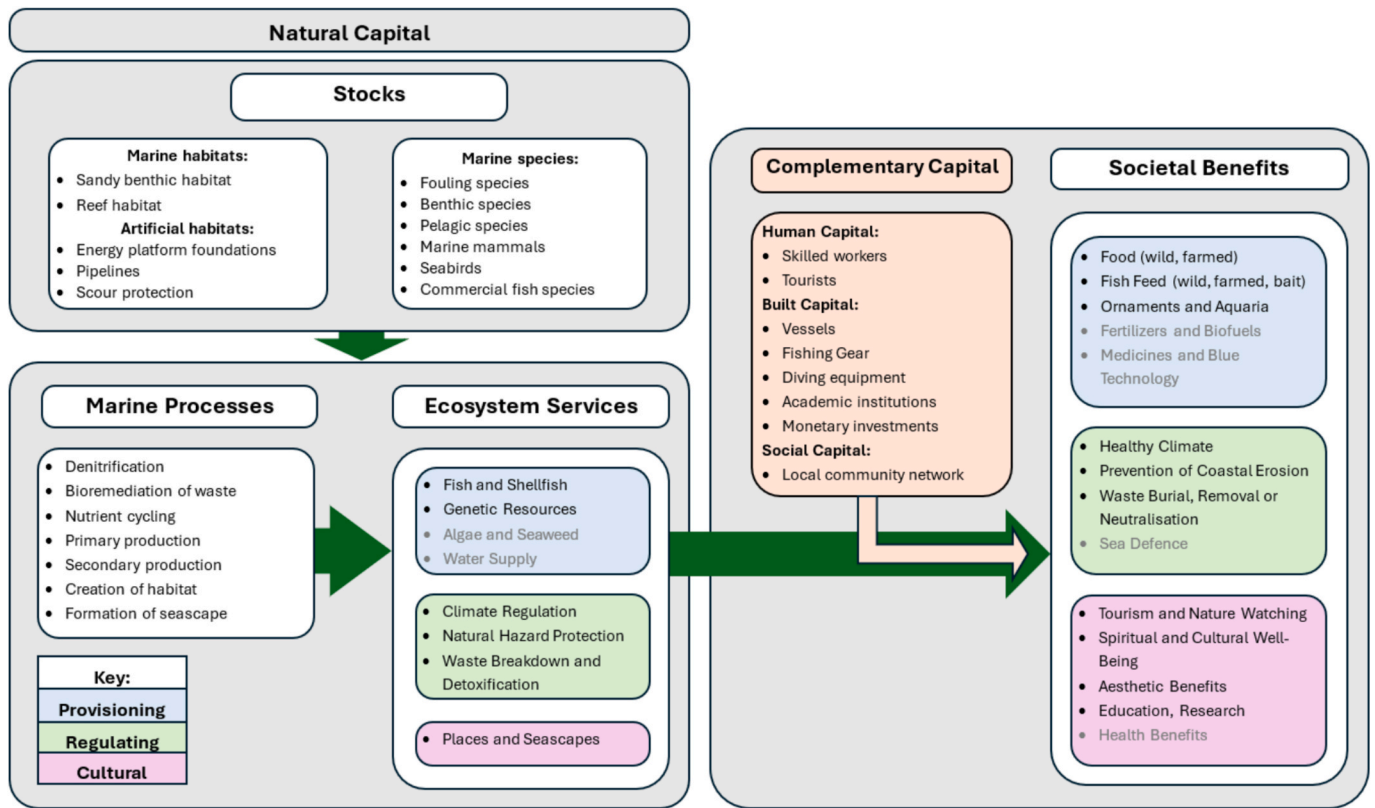 Natural Capital
Stocks
Marine habitats:
• Sandy benthic habitat
• Reef habitat
Artificial habitats:
• Energy platform foundations
• Pipelines
• Scour protection
Marine species:
• Fouling species
• Benthic species
• Pelagic species
• Marine mammals
• Seabirds
• Commercial fish species
Marine Processes
• Denitrification
• Bioremediation of waste
• Nutrient cycling
• Primary production
• Secondary production
• Creation of habitat
• Formation of seascape
Key:
Provisioning
Regulating
Cultural
Ecosystem Services
• Fish and Shellfish
• Genetic Resources
• Algae and Seaweed
• Water Supply
• Climate Regulation
• Natural Hazard Protection
• Waste Breakdown and
Detoxification
• Places and Seascapes
Complementary Capital
Human Capital:
• Skilled workers
• Tourists
Built Capital:
• Vessels
• Fishing Gear
• Diving equipment
• Academic institutions
• Monetary investments
Social Capital:
• Local community network
Societal Benefits
• Food (wild, farmed)
• Fish Feed (wild, farmed, bait)
• Ornaments and Aquaria
• Fertilizers and Biofuels
• Medicines and Blue
Technology
• Healthy Climate
• Prevention of Coastal Erosion
• Waste Burial, Removal or
Neutralisation
• Sea Defence
• Tourism and Nature Watching
• Spiritual and Cultural Well-
Being
• Aesthetic Benefits
• Education, Research
• Health Benefits